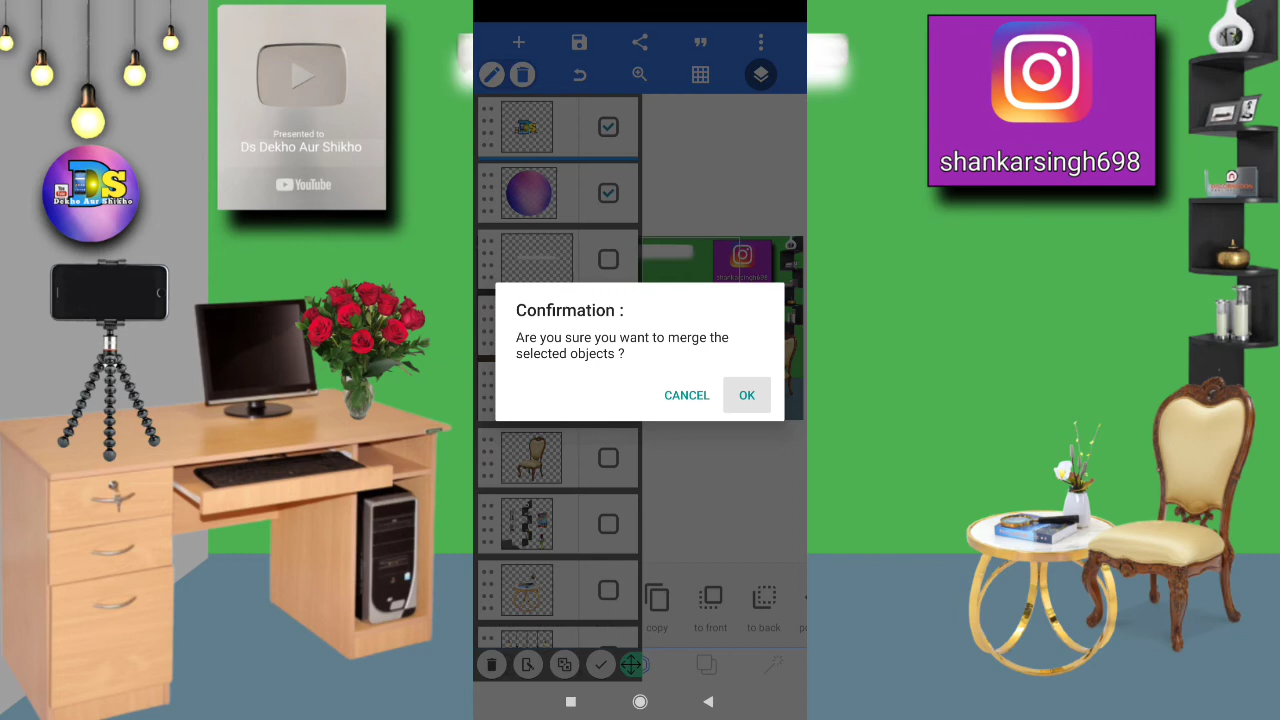 Presented to
Ds Dekho Aur Shikho
YouTube
Ds
Dekho Aur Shikho
shankarsingh698
shankarsingh698
Confirmation :
Are you sure you want to merge the
selected objects ?
CANCEL
OK
copy
to front
to back